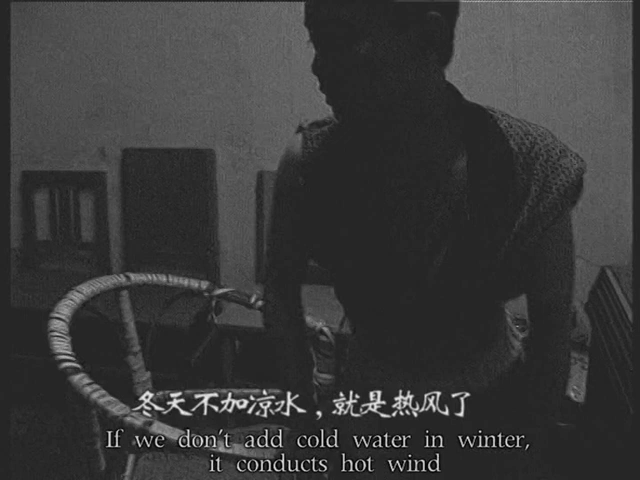 冬天不加凉水，就是热风了
If we don't add cold water in winter,
it conducts hot wind